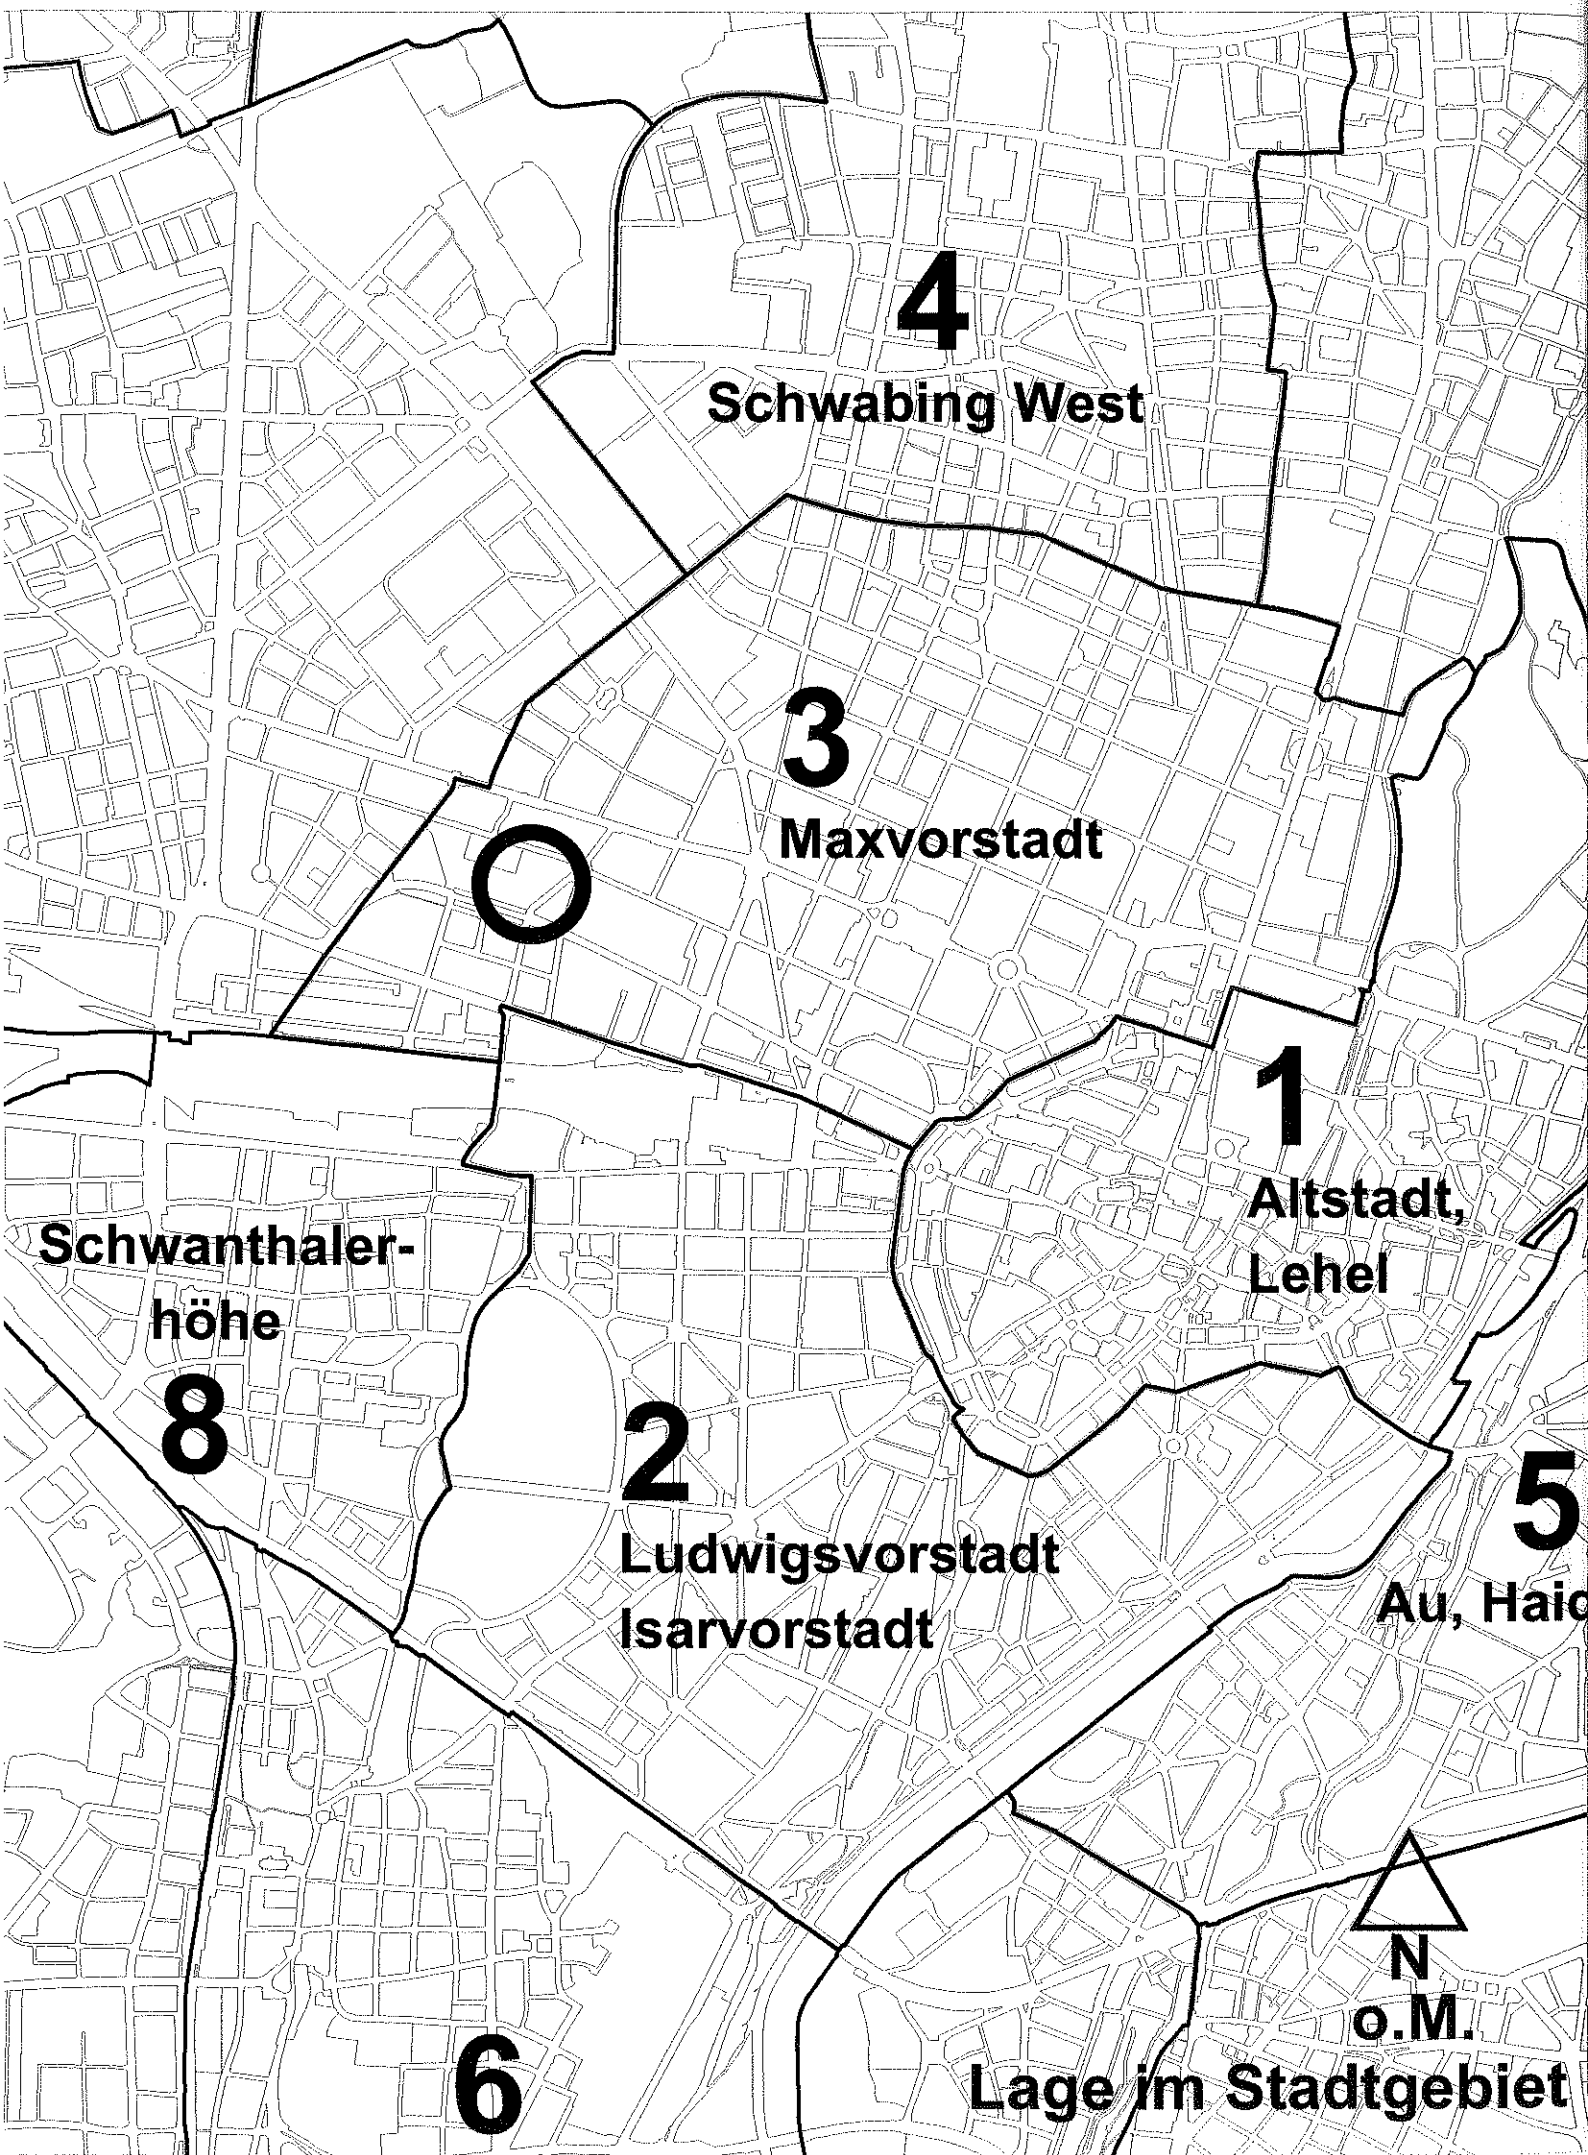 4
Schwabing West
3
Maxvorstadt
1
Altstadt,
Lehel
Schwanthaler-
höhe
8
2
Ludwigsvorstadt
Isarvorstadt
5
Au, Haid
N
o.M.
6
Lage im Stadtgebiet